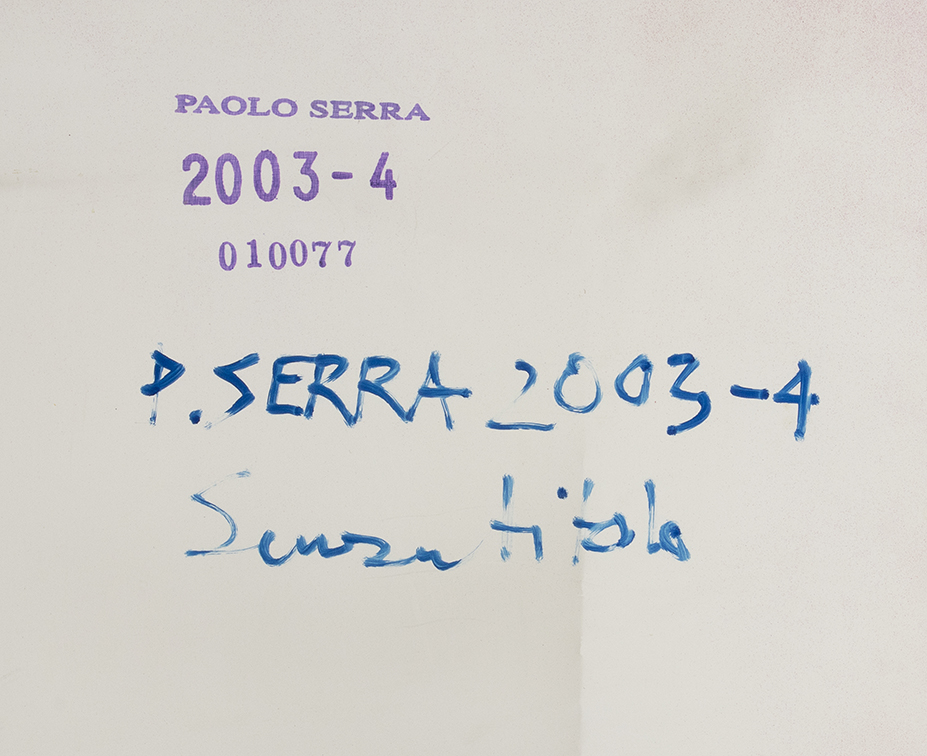 PAOLO SERRA
2003-4
010077
P. SERRA 2003-4
Senza titolo